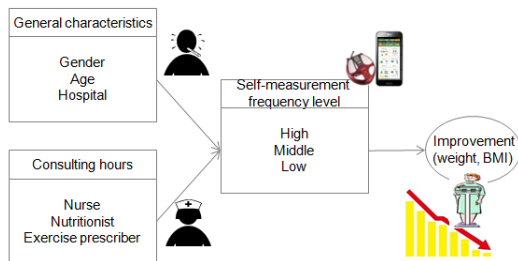 General characteristics
Gender
Age
Hospital
Self-measurement
frequency level
High
Middle
Low
Improvement
(weight, BMI)
Consulting hours
Nurse
Nutritionist
Exercise prescriber